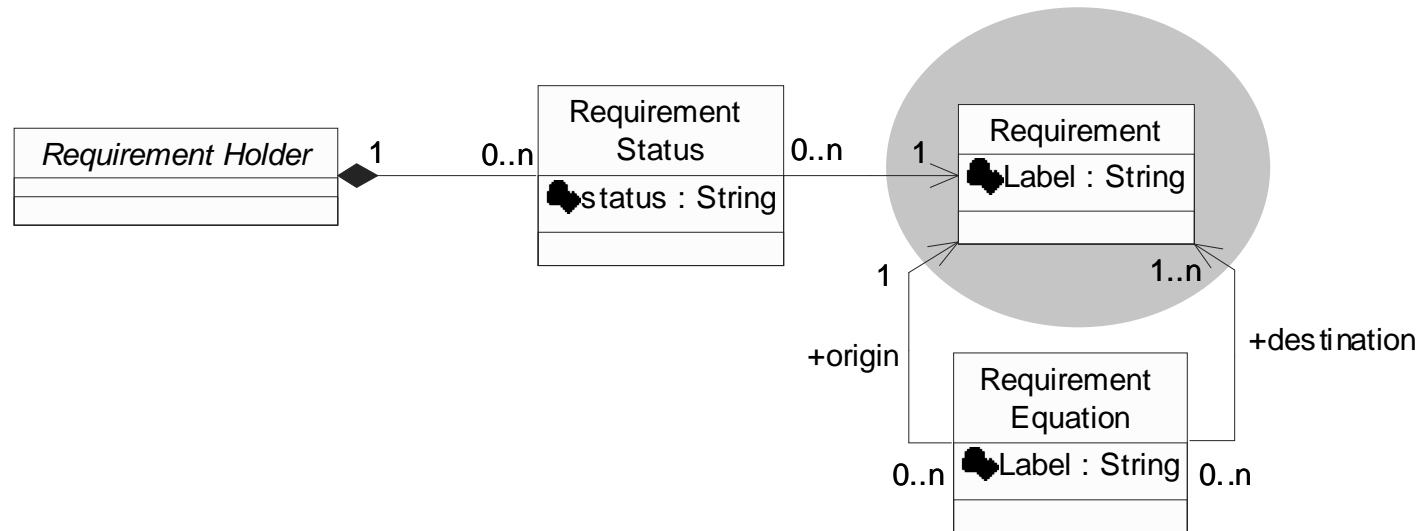 Requirement Holder
1
0..n
Requirement
Status
status : String
0..n
1
Requirement
Label : String
1
1..n
+origin
+destination
Requirement
Equation
Label : String
0..n
0..n